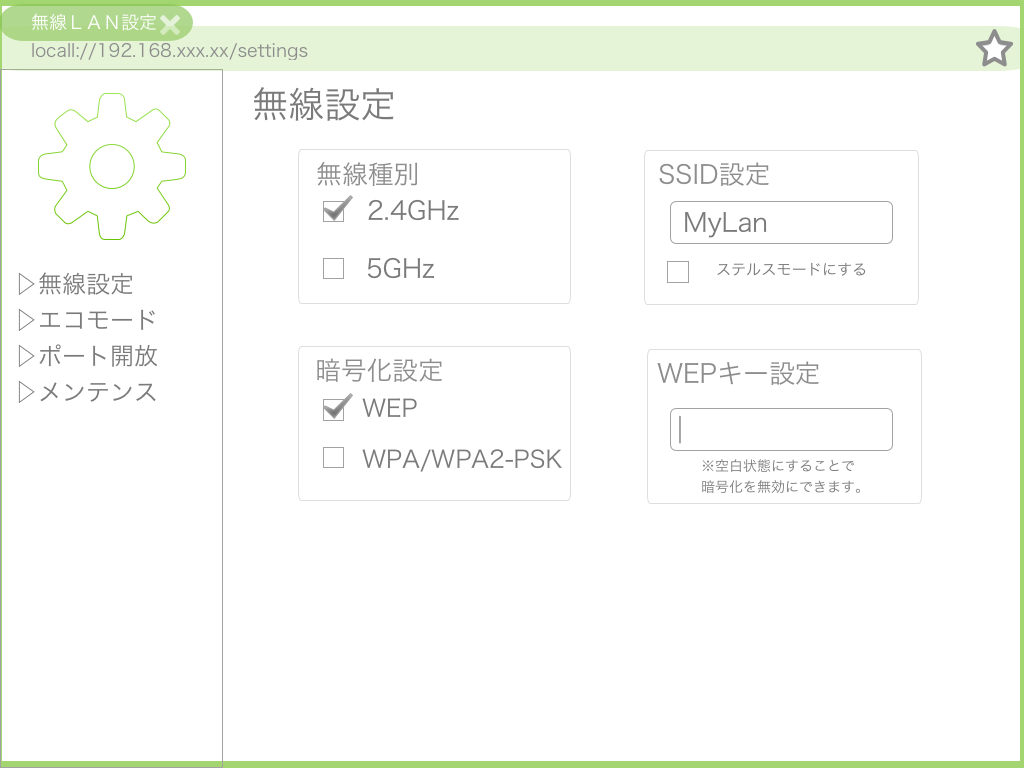 無線ＬＡＮ設定
locall://192.168.xxx.xx/settings
▷無線設定
▷エコモード
▷ポート開放
▷メンテンス
無線設定
無線種別
2.4GHz
5GHz
SSID設定
MyLan
ステルスモードにする
暗号化設定
WEP
WPA/WPA2-PSK
WEPキー設定
※空白状態にすることで
暗号化を無効にできます。